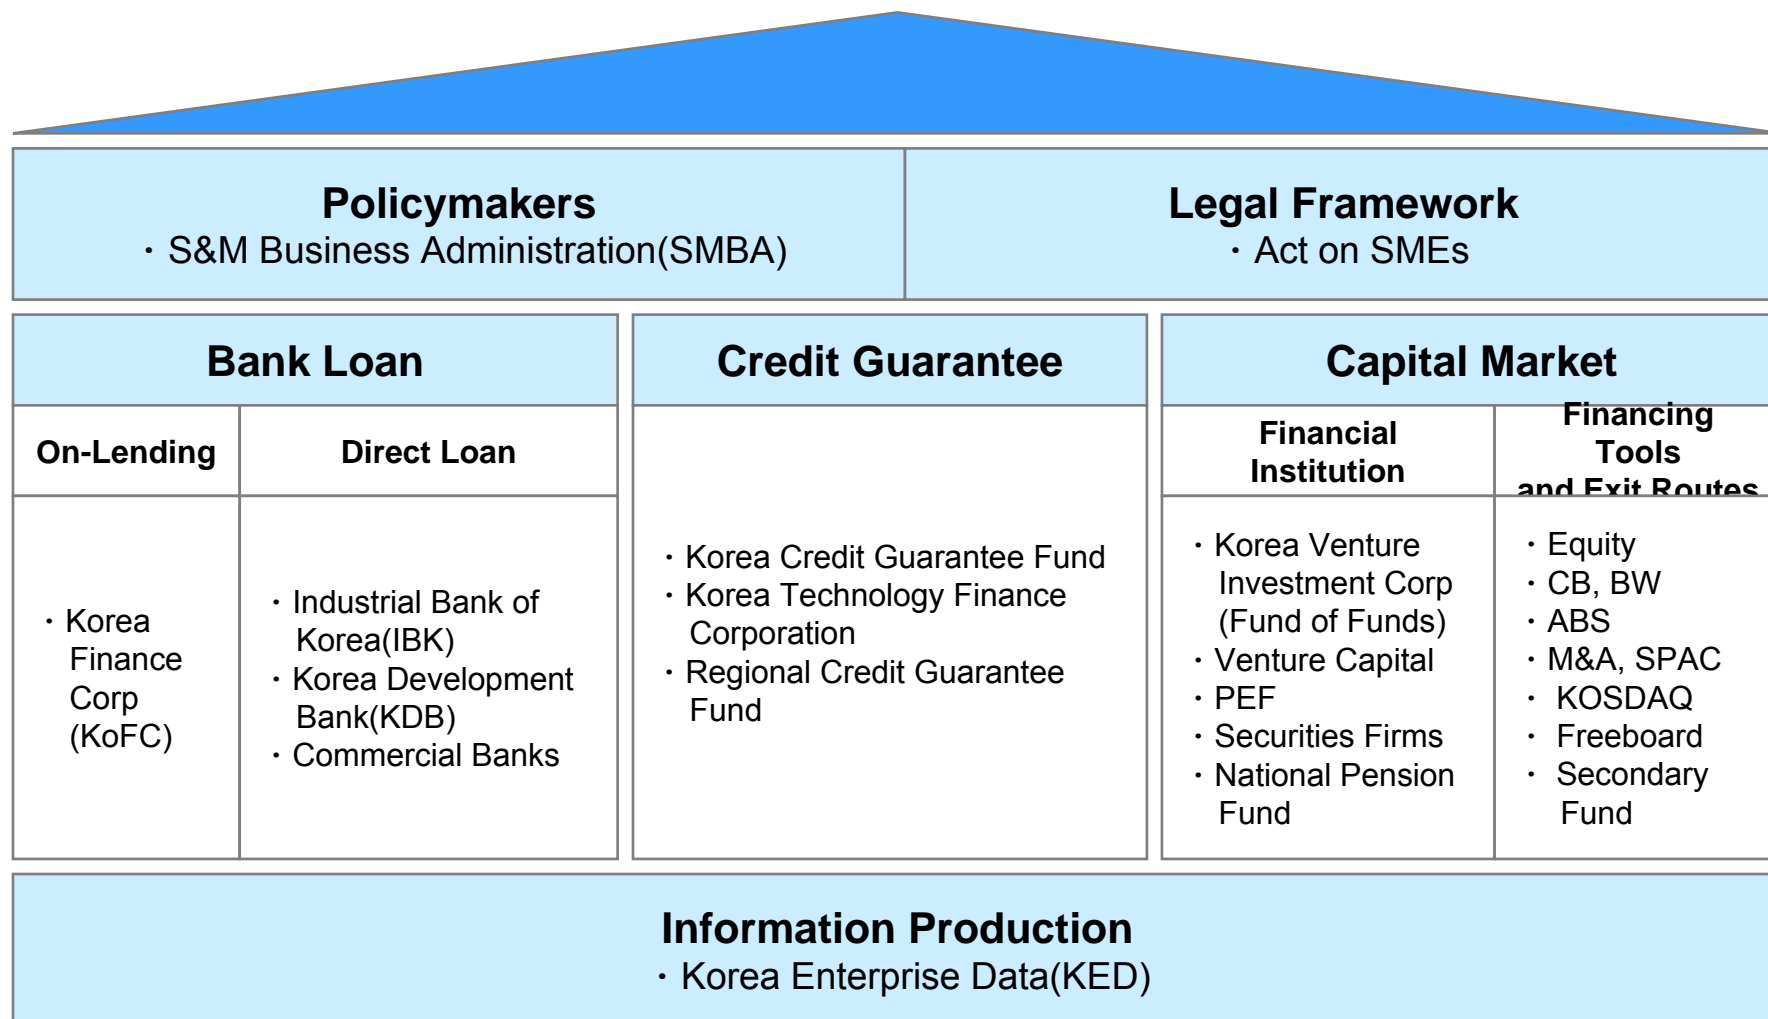 Policymakers
· S&M Business Administration(SMBA)
Legal Framework
· Act on SMEs
Bank Loan
On-Lending
Direct Loan
· Korea
Finance
Corp
(KoFC)
· Industrial Bank of
Korea(IBK)
· Korea Development
Bank(KDB)
· Commercial Banks
Credit Guarantee
· Korea Credit Guarantee Fund
· Korea Technology Finance
Corporation
· Regional Credit Guarantee
Fund
Capital Market
Financial
Institution
Financing
Tools
and Exit Routes
· Korea Venture
Investment Corp
(Fund of Funds)
· Venture Capital
· PEF
· Securities Firms
· National Pension
Fund
· Equity
· CB, BW
· ABS
· M&A, SPAC
· KOSDAQ
· Freeboard
· Secondary
Fund
Information Production
· Korea Enterprise Data(KED)